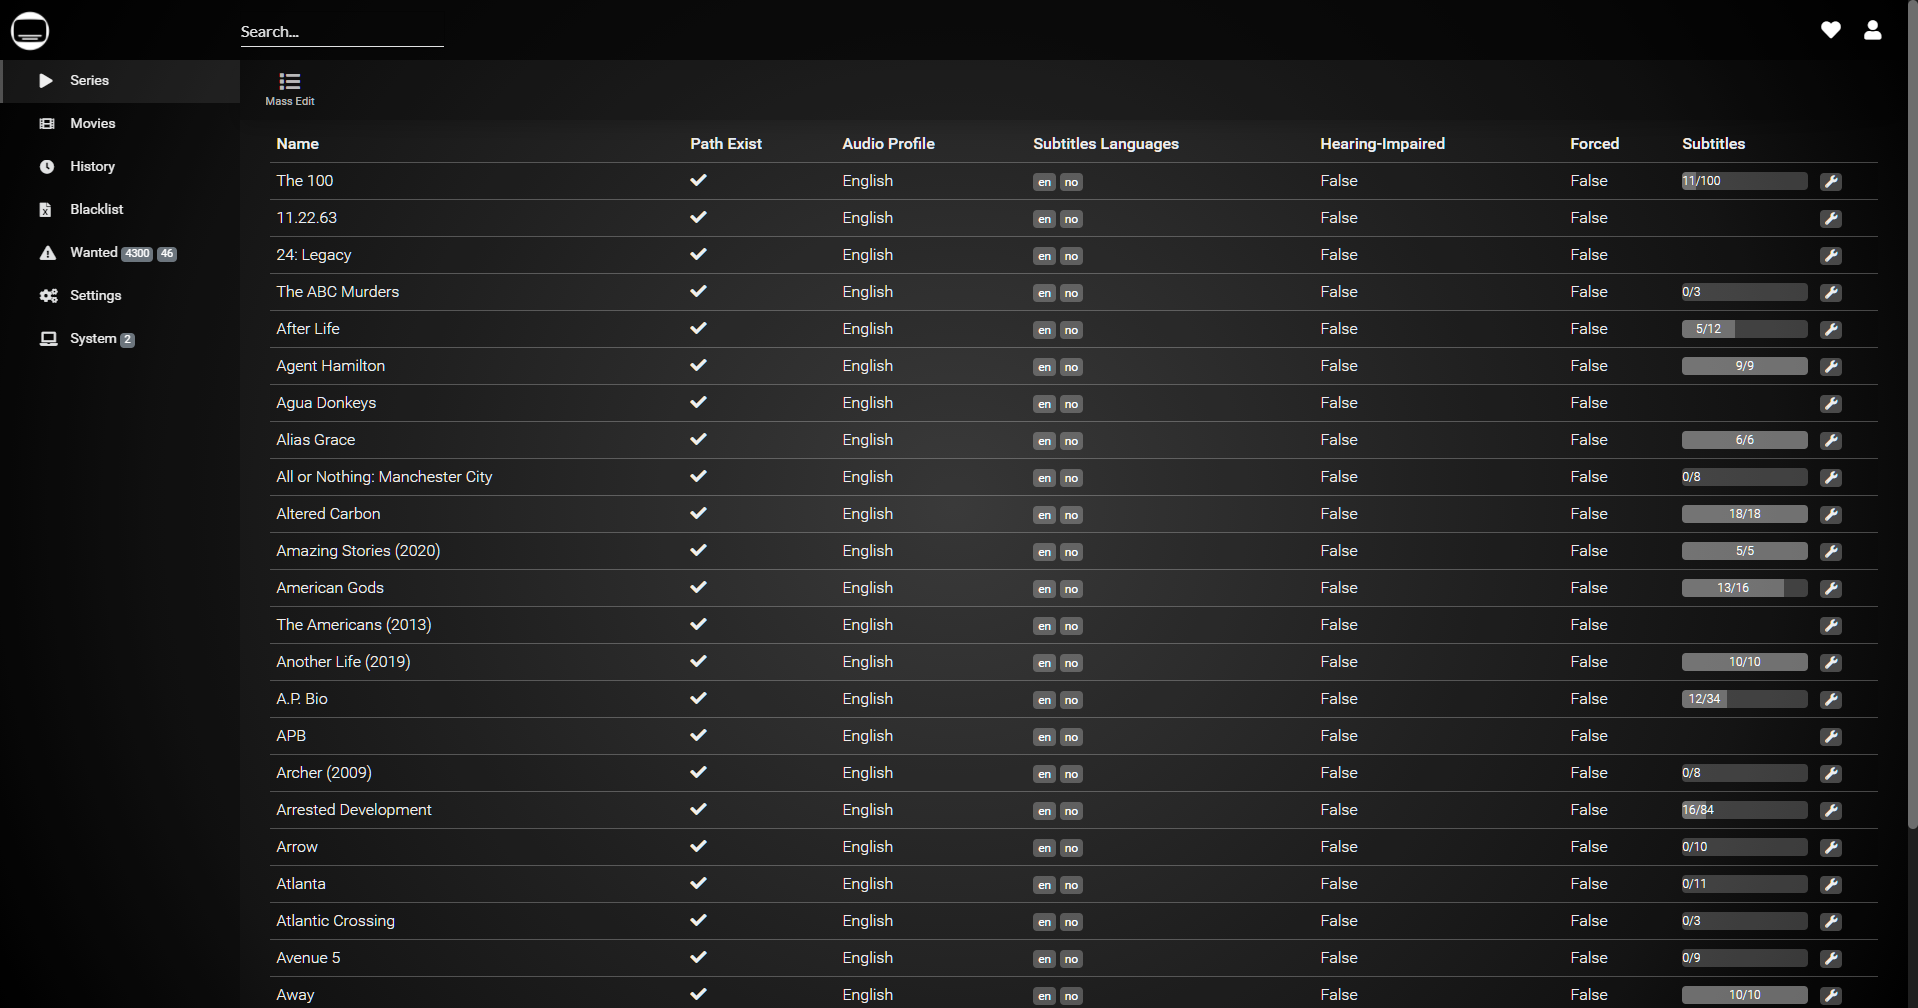 Search...
Series
Movies
History
Blacklist
Wanted 4300 46
Settings
System 2
Mass Edit
Name Path Exist Audio Profile Subtitles Languages Hearing-Impaired Forced Subtitles
The 100 English en no False False 11/100
11.22.63 English en no False False
24: Legacy English en no False False
The ABC Murders English en no False False 0/3
After Life English en no False False 5/12
Agent Hamilton English en no False False 9/9
Agua Donkeys English en no False False
Alias Grace English en no False False 6/6
All or Nothing: Manchester City English en no False False 0/8
Altered Carbon English en no False False 18/18
Amazing Stories (2020) English en no False False 5/5
American Gods English en no False False 13/16
The Americans (2013) English en no False False
Another Life (2019) English en no False False 10/10
A.P. Bio English en no False False 12/34
APB English en no False False
Archer (2009) English en no False False 0/8
Arrested Development English en no False False 16/84
Arrow English en no False False 0/10
Atlanta English en no False False 0/11
Atlantic Crossing English en no False False 0/3
Avenue 5 English en no False False 0/9
Away English en no False False 10/10